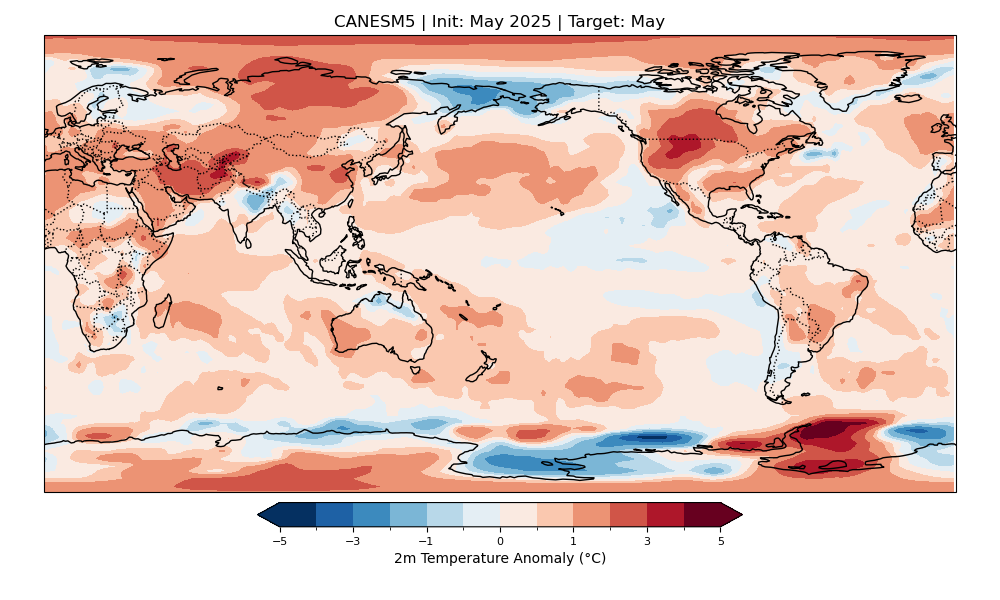 CANESM5 | Init: May 2025 | Target: May
−5 −3 −1 0 1 3 5
2m Temperature Anomaly (°C)